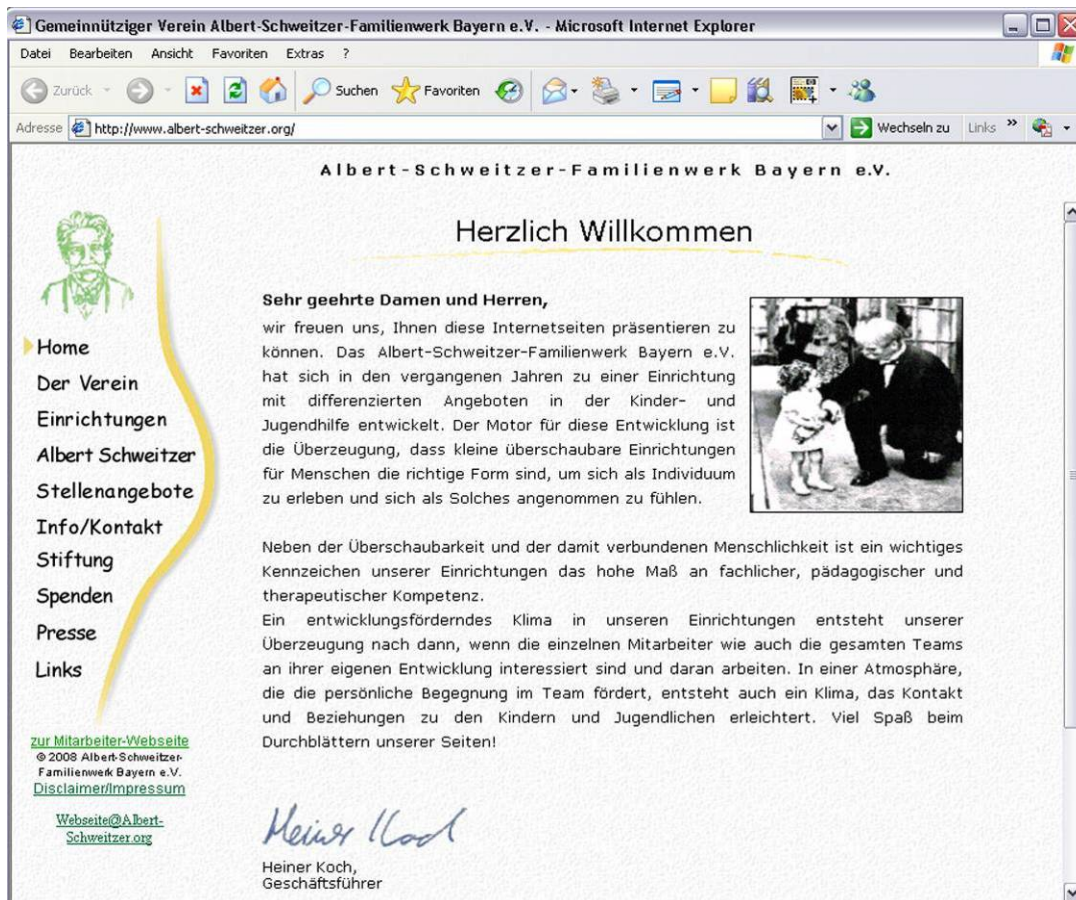 Gemeinnütziger Verein Albert-Schweitzer-Familienwerk Bayern e.V. - Microsoft Internet Explorer
Datei Bearbeiten Ansicht Favoriten Extras ?
Zurück Suchen Favoriten
Adresse http://www.albert-schweitzer.org/ Wechseln zu Links »
Albert-Schweitzer-Familienwerk Bayern e.V.
Herzlich Willkommen
Home
Der Verein
Einrichtungen
Albert Schweitzer
Stellenangebote
Info/Kontakt
Stiftung
Spenden
Presse
Links
zur Mitarbeiter-Webseite
© 2008 Albert-Schweitzer-
Familienwerk Bayern e.V.
Disclaimer/Impressum
Webseite@Albert-
Schweitzer.org
Sehr geehrte Damen und Herren,
wir freuen uns, Ihnen diese Internetseiten präsentieren zu
können. Das Albert-Schweitzer-Familienwerk Bayern e.V.
hat sich in den vergangenen Jahren zu einer Einrichtung
mit differenzierten Angeboten in der Kinder- und
Jugendhilfe entwickelt. Der Motor für diese Entwicklung ist
die Überzeugung, dass kleine überschaubare Einrichtungen
für Menschen die richtige Form sind, um sich als Individuum
zu erleben und sich als Solches angenommen zu fühlen.
Neben der Überschaubarkeit und der damit verbundenen Menschlichkeit ist ein wichtiges
Kennzeichen unserer Einrichtungen das hohe Maß an fachlicher, pädagogischer und
therapeutischer Kompetenz.
Ein entwicklungsförderndes Klima in unseren Einrichtungen entsteht unserer
Überzeugung nach dann, wenn die einzelnen Mitarbeiter wie auch die gesamten Teams
an ihrer eigenen Entwicklung interessiert sind und daran arbeiten. In einer Atmosphäre,
die die persönliche Begegnung im Team fördert, entsteht auch ein Klima, das Kontakt
und Beziehungen zu den Kindern und Jugendlichen erleichtert. Viel Spaß beim
Durchblättern unserer Seiten!
Heiner Koch
Heiner Koch,
Geschäftsführer